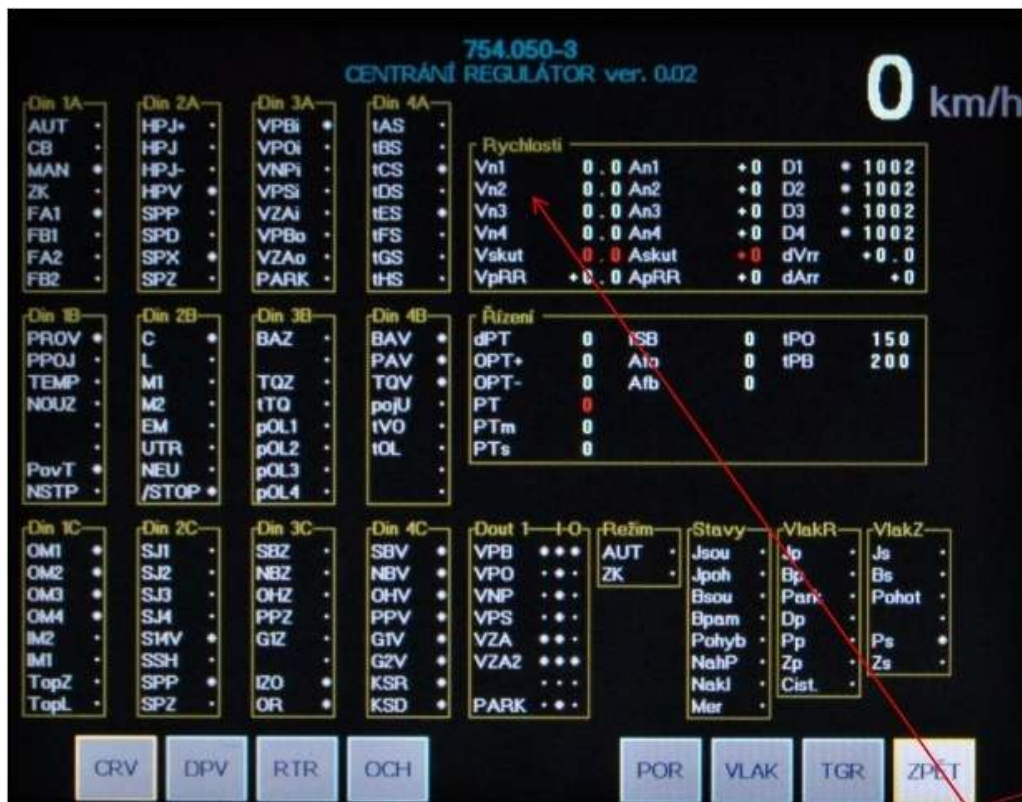 754.050-3
CENTRÁNÍ REGULÁTOR ver. 0.02
0 km/h
Din 1A
AUT
CB
MAN
ZK
FA1
FB1
FA2
FB2
Din 2A
HPJ+
HPJ
HPJ-
HPV
SPP
SPD
SPX
SPZ
Din 3A
VPBi
VPOi
VNPi
VPSi
VZAi
VPBo
VZAo
PARK
Din 4A
tAS
tBS
tCS
tDS
tES
tFS
tGS
tHS
Rychlosti
Vn1 0.0 An1 +0 D1 1002
Vn2 0.0 An2 +0 D2 1002
Vn3 0.0 An3 +0 D3 1002
Vn4 0.0 An4 +0 D4 1002
Vskut 0.0 Askut +0 dVrr +0.0
VpRR +0.0 ApRR +0 dArr +0
Din 1B
PROV
PPOJ
TEMP
NOUZ
PovT
NSTP
Din 2B
C
L
M1
M2
EM
UTR
NEU
/STOP
Din 3B
BAZ
TQZ
tTQ
pOL1
pOL2
pOL3
pOL4
Din 4B
BAV
PAV
TQV
pojU
tVO
tOL
Řízení
dPT 0 0 tPO 150
OPT+ 0 0 tPB 200
OPT- 0 Afb 0
PT 0
PTm 0
PTs 0
Din 1C
OM1
OM2
OM3
OM4
IM2
IM1
TopZ
TopL
Din 2C
SJ1
SJ2
SJ3
SJ4
S14V
SSH
SPP
SPZ
Din 3C
SBZ
NBZ
OHZ
PPZ
G1Z
IZO
OR
Din 4C
SBV
NBV
OHV
PPV
G1V
G2V
KSR
KSD
Dout 1 I-O
VPB
VPO
VNP
VPS
VZA
VZA2
PARK
Režim
AUT
ZK
Stavy
Jsou
Jpoh
Bsou
Bpam
Pohyb
NahP
Nakl
Mer
VlakR
Jp
Bp
Park
Dp
Pp
Zp
Cist.
VlakZ
Js
Bs
Pohot
Ps
Zs
CRV DPV RTR OCH POR VLAK TGR ZPĚT